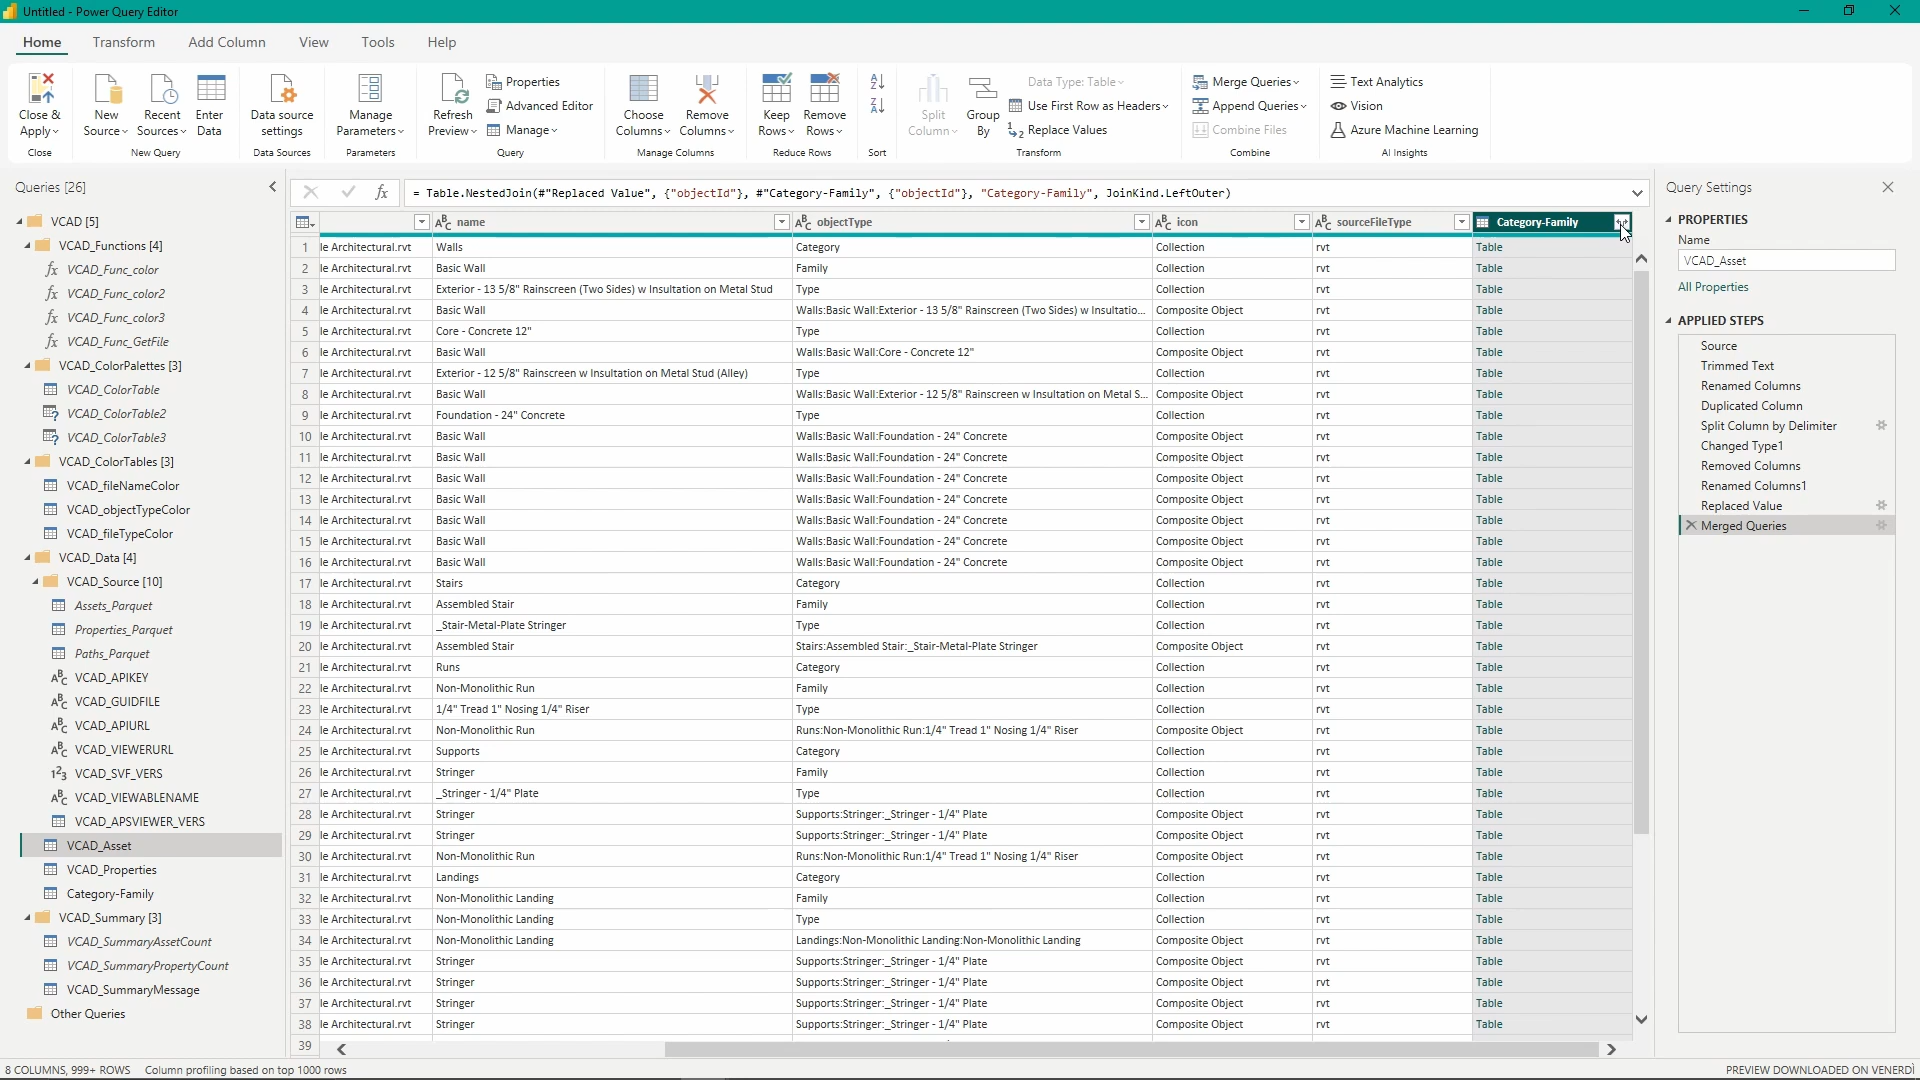 Untitled - Power Query Editor
Home Transform Add Column View Tools Help
Close & Apply
Close
New Source
Recent Sources
Enter Data
New Query
Data source settings
Data Sources
Manage Parameters
Parameters
Refresh Preview
Properties
Advanced Editor
Manage
Query
Choose Columns
Remove Columns
Manage Columns
Keep Rows
Remove Rows
Reduce Rows
Sort
Split Column
Group By
Data Type: Table
Use First Row as Headers
Replace Values
Transform
Merge Queries
Append Queries
Combine Files
Combine
Text Analytics
Vision
Azure Machine Learning
AI Insights
Queries [26]
VCAD [5]
VCAD_Functions [4]
fx VCAD_Func_color
fx VCAD_Func_color2
fx VCAD_Func_color3
fx VCAD_Func_GetFile
VCAD_ColorPalettes [3]
VCAD_ColorTable
VCAD_ColorTable2
VCAD_ColorTable3
VCAD_ColorTables [3]
VCAD_fileNameColor
VCAD_objectTypeColor
VCAD_fileTypeColor
VCAD_Data [4]
VCAD_Source [10]
Assets_Parquet
Properties_Parquet
Paths_Parquet
ABC VCAD_APIKEY
ABC VCAD_GUIDFILE
ABC VCAD_APIURL
ABC VCAD_VIEWERURL
123 VCAD_SVF_VERS
ABC VCAD_VIEWABLENAME
VCAD_APSVIEWER_VERS
VCAD_Asset
VCAD_Properties
Category-Family
VCAD_Summary [3]
VCAD_SummaryAssetCount
VCAD_SummaryPropertyCount
VCAD_SummaryMessage
Other Queries
fx = Table.NestedJoin(#"Replaced Value", {"objectId"}, #"Category-Family", {"objectId"}, "Category-Family", JoinKind.LeftOuter)
ABC name ABC objectType ABC icon ABC sourceFileType Category-Family
1 le Architectural.rvt Walls Category Collection rvt Table
2 le Architectural.rvt Basic Wall Family Collection rvt Table
3 le Architectural.rvt Exterior - 13 5/8" Rainscreen (Two Sides) w Insultation on Metal Stud Type Collection rvt Table
4 le Architectural.rvt Basic Wall Walls:Basic Wall:Exterior - 13 5/8" Rainscreen (Two Sides) w Insultatio... Composite Object rvt Table
5 le Architectural.rvt Core - Concrete 12" Type Collection rvt Table
6 le Architectural.rvt Basic Wall Walls:Basic Wall:Core - Concrete 12" Composite Object rvt Table
7 le Architectural.rvt Exterior - 12 5/8" Rainscreen w Insultation on Metal Stud (Alley) Type Collection rvt Table
8 le Architectural.rvt Basic Wall Walls:Basic Wall:Exterior - 12 5/8" Rainscreen w Insultation on Metal S... Composite Object rvt Table
9 le Architectural.rvt Foundation - 24" Concrete Type Collection rvt Table
10 le Architectural.rvt Basic Wall Walls:Basic Wall:Foundation - 24" Concrete Composite Object rvt Table
11 le Architectural.rvt Basic Wall Walls:Basic Wall:Foundation - 24" Concrete Composite Object rvt Table
12 le Architectural.rvt Basic Wall Walls:Basic Wall:Foundation - 24" Concrete Composite Object rvt Table
13 le Architectural.rvt Basic Wall Walls:Basic Wall:Foundation - 24" Concrete Composite Object rvt Table
14 le Architectural.rvt Basic Wall Walls:Basic Wall:Foundation - 24" Concrete Composite Object rvt Table
15 le Architectural.rvt Basic Wall Walls:Basic Wall:Foundation - 24" Concrete Composite Object rvt Table
16 le Architectural.rvt Basic Wall Walls:Basic Wall:Foundation - 24" Concrete Composite Object rvt Table
17 le Architectural.rvt Stairs Category Collection rvt Table
18 le Architectural.rvt Assembled Stair Family Collection rvt Table
19 le Architectural.rvt _Stair-Metal-Plate Stringer Type Collection rvt Table
20 le Architectural.rvt Assembled Stair Stairs:Assembled Stair:_Stair-Metal-Plate Stringer Composite Object rvt Table
21 le Architectural.rvt Runs Category Collection rvt Table
22 le Architectural.rvt Non-Monolithic Run Family Collection rvt Table
23 le Architectural.rvt 1/4" Tread 1" Nosing 1/4" Riser Type Collection rvt Table
24 le Architectural.rvt Non-Monolithic Run Runs:Non-Monolithic Run:1/4" Tread 1" Nosing 1/4" Riser Composite Object rvt Table
25 le Architectural.rvt Supports Category Collection rvt Table
26 le Architectural.rvt Stringer Family Collection rvt Table
27 le Architectural.rvt _Stringer - 1/4" Plate Type Collection rvt Table
28 le Architectural.rvt Stringer Supports:Stringer:_Stringer - 1/4" Plate Composite Object rvt Table
29 le Architectural.rvt Stringer Supports:Stringer:_Stringer - 1/4" Plate Composite Object rvt Table
30 le Architectural.rvt Non-Monolithic Run Runs:Non-Monolithic Run:1/4" Tread 1" Nosing 1/4" Riser Composite Object rvt Table
31 le Architectural.rvt Landings Category Collection rvt Table
32 le Architectural.rvt Non-Monolithic Landing Family Collection rvt Table
33 le Architectural.rvt Non-Monolithic Landing Type Collection rvt Table
34 le Architectural.rvt Non-Monolithic Landing Landings:Non-Monolithic Landing:Non-Monolithic Landing Composite Object rvt Table
35 le Architectural.rvt Stringer Supports:Stringer:_Stringer - 1/4" Plate Composite Object rvt Table
36 le Architectural.rvt Stringer Supports:Stringer:_Stringer - 1/4" Plate Composite Object rvt Table
37 le Architectural.rvt Stringer Supports:Stringer:_Stringer - 1/4" Plate Composite Object rvt Table
38 le Architectural.rvt Stringer Supports:Stringer:_Stringer - 1/4" Plate Composite Object rvt Table
39
Query Settings
PROPERTIES
Name
VCAD_Asset
All Properties
APPLIED STEPS
Source
Trimmed Text
Renamed Columns
Duplicated Column
Split Column by Delimiter
Changed Type1
Removed Columns
Renamed Columns1
Replaced Value
Merged Queries
8 COLUMNS, 999+ ROWS Column profiling based on top 1000 rows
PREVIEW DOWNLOADED ON VENERDÌ